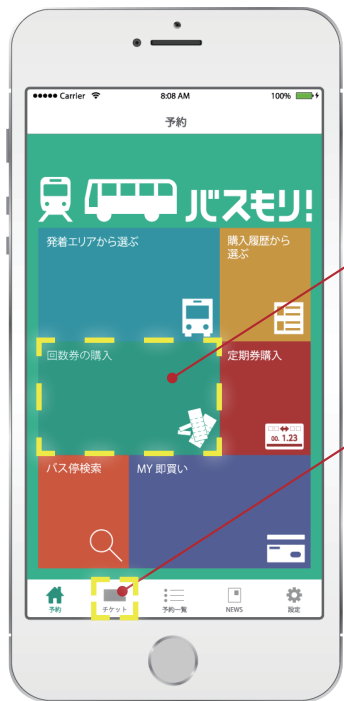 Carrier 8:08 AM 100%
予約
バスもり!
発着エリアから選ぶ
購入履歴から
選ぶ
回数券の購入
定期券購入
00. 1.23
バス停検索
MY 即買い
予約 チケット 予約一覧 NEWS 設定